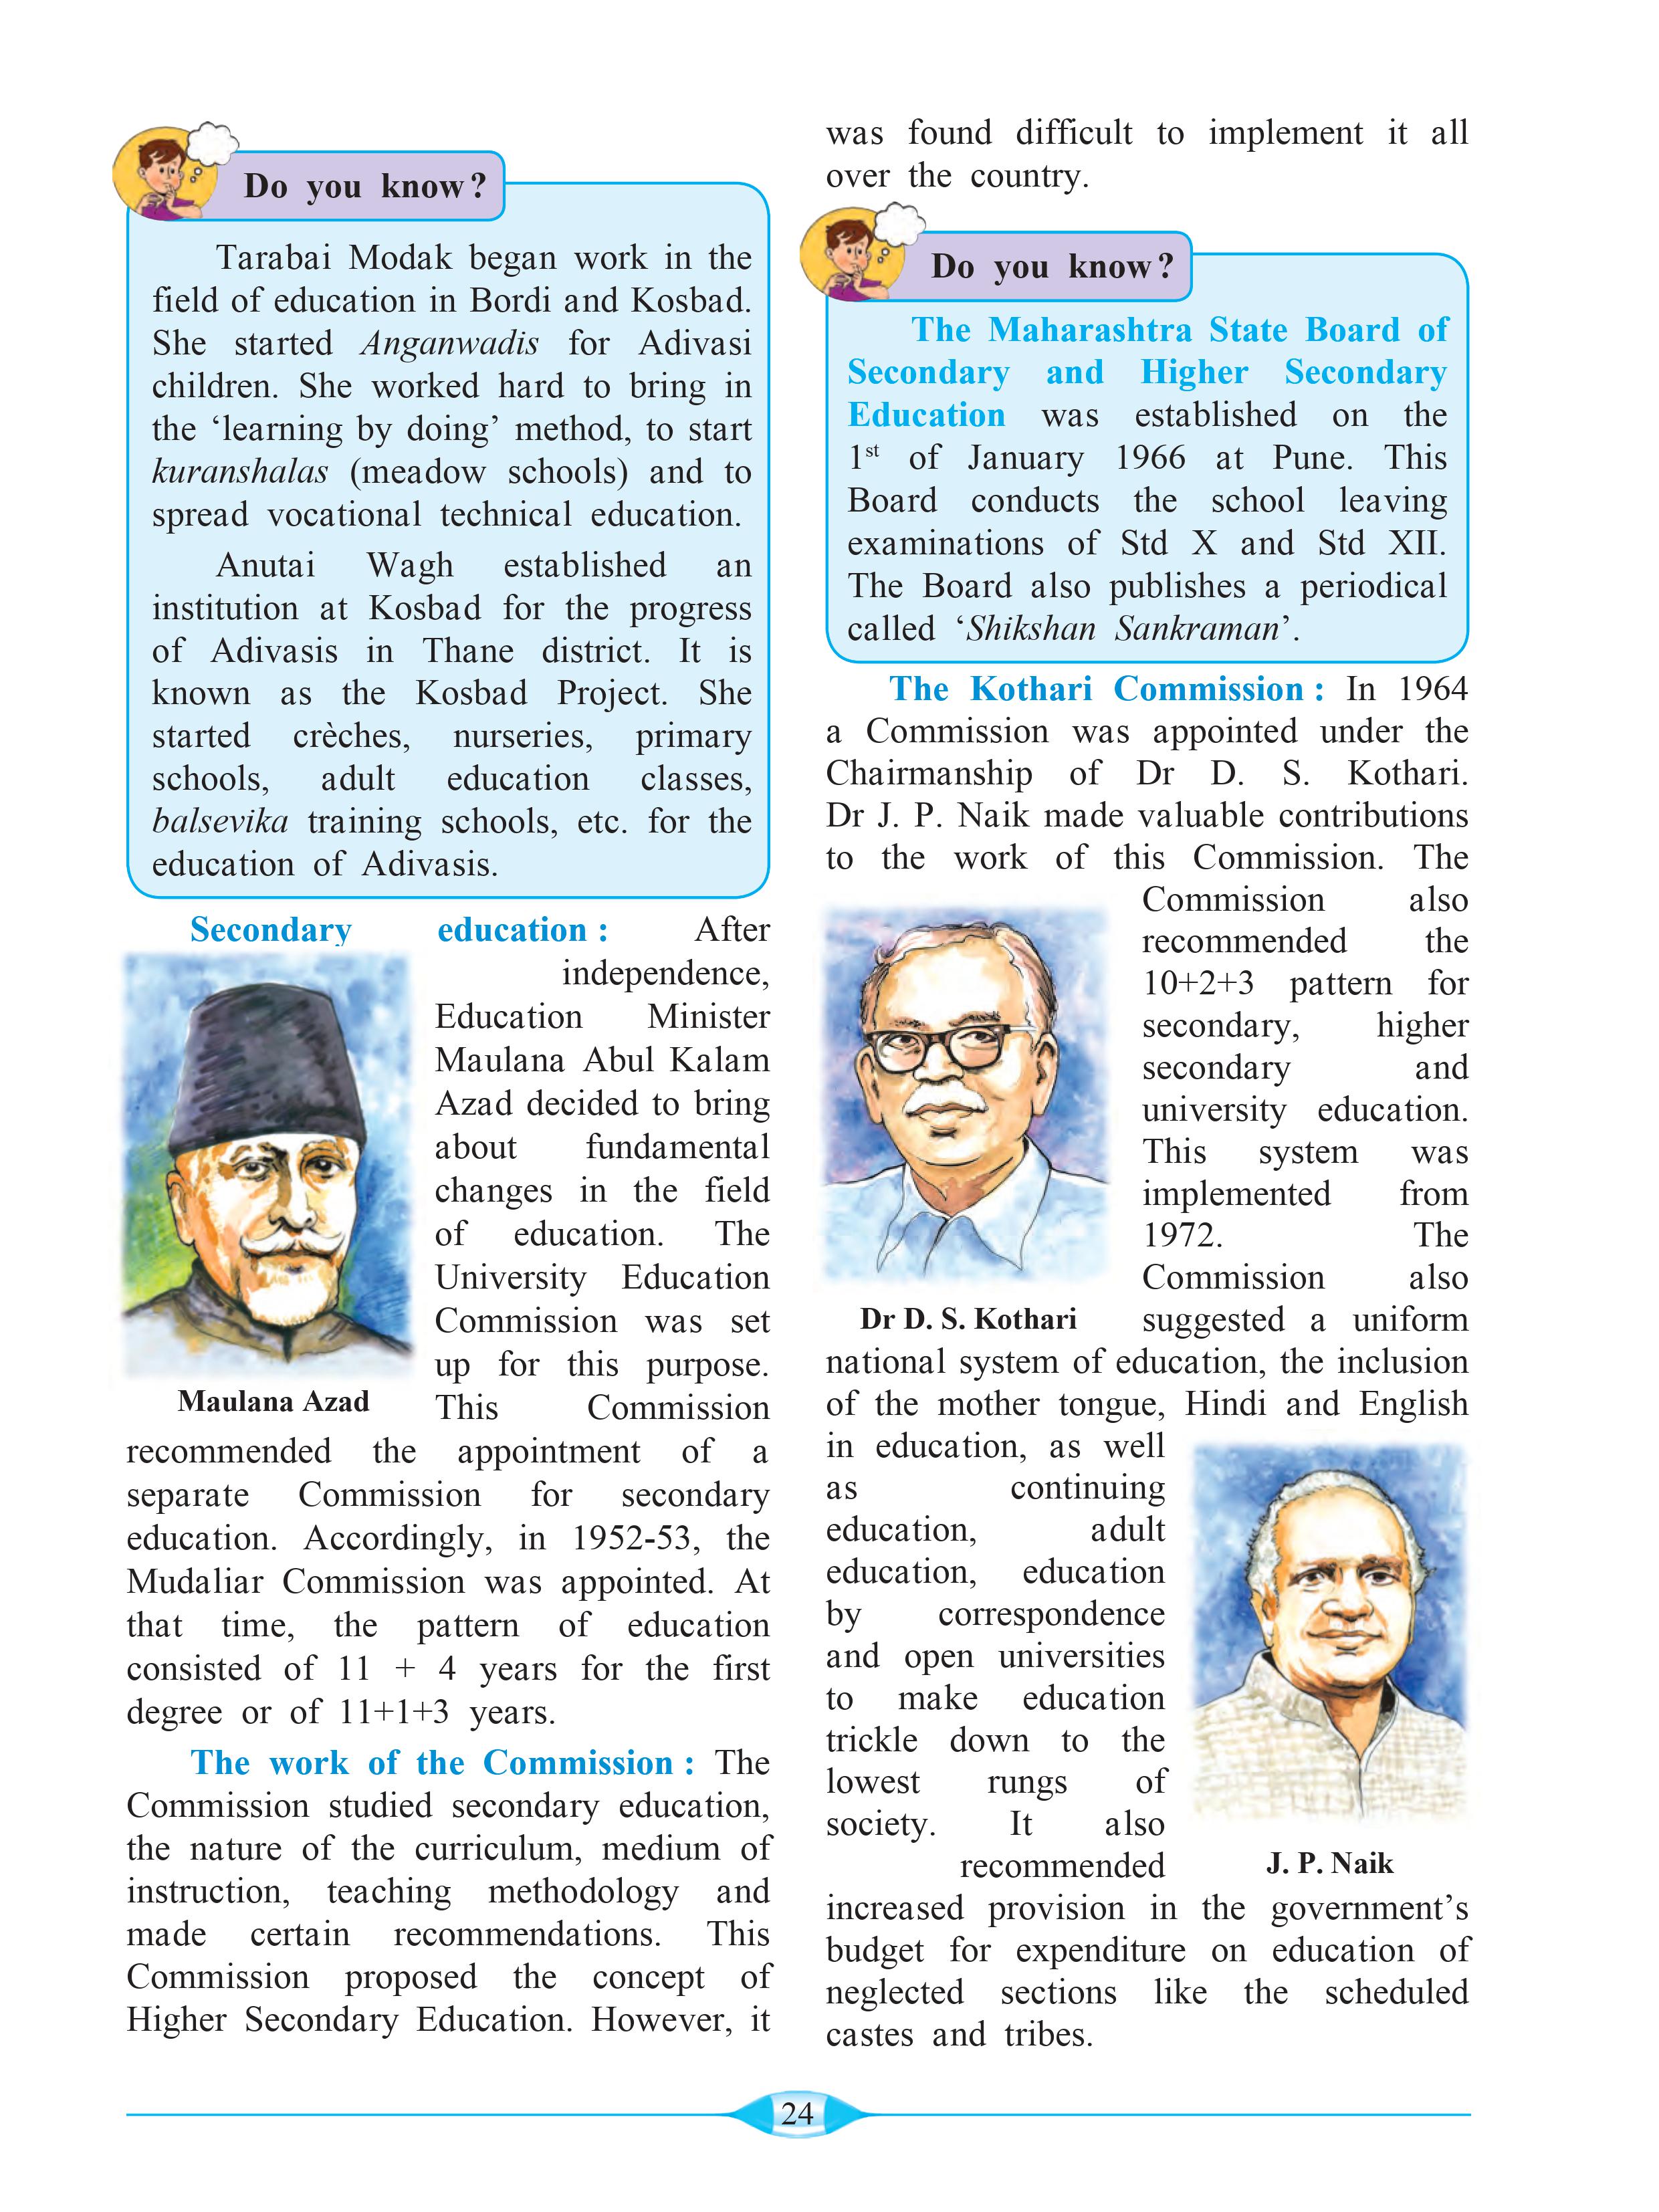 Do you know?
Tarabai Modak began work in the
field of education in Bordi and Kosbad.
She started Anganwadis for Adivasi
children. She worked hard to bring in
the ‘learning by doing’ method, to start
kuranshalas (meadow schools) and to
spread vocational technical education.
Anutai Wagh established an
institution at Kosbad for the progress
of Adivasis in Thane district. It is
known as the Kosbad Project. She
started crèches, nurseries, primary
schools, adult education classes,
balsevika training schools, etc. for the
education of Adivasis.
Secondary education : After
independence,
Education Minister
Maulana Abul Kalam
Azad decided to bring
about fundamental
changes in the field
of education. The
University Education
Commission was set
up for this purpose.
This Commission
Maulana Azad
recommended the appointment of a
separate Commission for secondary
education. Accordingly, in 1952-53, the
Mudaliar Commission was appointed. At
that time, the pattern of education
consisted of 11 + 4 years for the first
degree or of 11+1+3 years.
The work of the Commission : The
Commission studied secondary education,
the nature of the curriculum, medium of
instruction, teaching methodology and
made certain recommendations. This
Commission proposed the concept of
Higher Secondary Education. However, it
was found difficult to implement it all
over the country.
Do you know?
The Maharashtra State Board of
Secondary and Higher Secondary
Education was established on the
1st of January 1966 at Pune. This
Board conducts the school leaving
examinations of Std X and Std XII.
The Board also publishes a periodical
called ‘Shikshan Sankraman’.
The Kothari Commission : In 1964
a Commission was appointed under the
Chairmanship of Dr D. S. Kothari.
Dr J. P. Naik made valuable contributions
to the work of this Commission. The
Commission also
recommended the
10+2+3 pattern for
secondary, higher
secondary and
university education.
This system was
implemented from
1972. The
Commission also
suggested a uniform
Dr D. S. Kothari
national system of education, the inclusion
of the mother tongue, Hindi and English
in education, as well
as continuing
education, adult
education, education
by correspondence
and open universities
to make education
trickle down to the
lowest rungs of
society. It also
recommended
J. P. Naik
increased provision in the government’s
budget for expenditure on education of
neglected sections like the scheduled
castes and tribes.
24